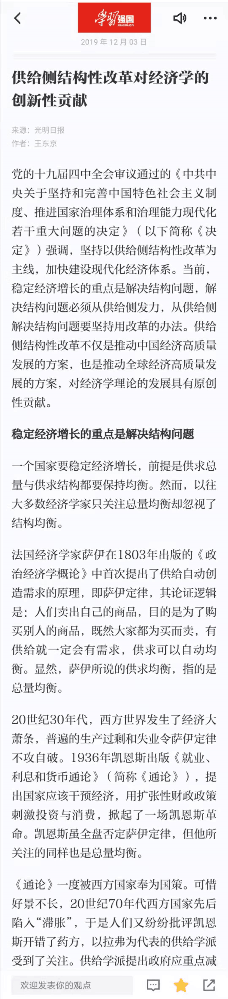 学习强国
xuexi.cn
2019 年 12 月 03 日
供给侧结构性改革对经济学的
创新性贡献
来源：光明日报
作者：王东京
党的十九届四中全会审议通过的《中共中
央关于坚持和完善中国特色社会主义制
度、推进国家治理体系和治理能力现代化
若干重大问题的决定》（以下简称《决
定》）强调，坚持以供给侧结构性改革为
主线，加快建设现代化经济体系。当前，
稳定经济增长的重点是解决结构问题，解
决结构问题必须从供给侧发力，从供给侧
解决结构问题要坚持用改革的办法。供给
侧结构性改革不仅是推动中国经济高质量
发展的方案，也是推动全球经济高质量发
展的方案，对经济学理论的发展具有原创
性贡献。
稳定经济增长的重点是解决结构问题
一个国家要稳定经济增长，前提是供求总
量与供求结构都要保持均衡。然而，以往
大多数经济学家只关注总量均衡却忽视了
结构均衡。
法国经济学家萨伊在1803年出版的《政
治经济学概论》中首次提出了供给自动创
造需求的原理，即萨伊定律，其论证逻辑
是：人们卖出自己的商品，目的是为了购
买别人的商品，既然大家都为买而卖，有
供给就一定会有需求，供求可以自动均
衡。显然，萨伊所说的供求均衡，指的是
总量均衡。
20世纪30年代，西方世界发生了经济大
萧条，普遍的生产过剩和失业令萨伊定律
不攻自破。1936年凯恩斯出版《就业、
利息和货币通论》（简称《通论》），提
出国家应该干预经济，用扩张性财政政策
刺激投资与消费，掀起了一场凯恩斯革
命。凯恩斯虽全盘否定萨伊定律，但他所
关注的同样也是总量均衡。
《通论》一度被西方国家奉为国策。可惜
好景不长，20世纪70年代西方国家先后
陷入“滞胀”，于是人们又纷纷批评凯恩
斯开错了药方，以拉弗为代表的供给学派
受到了关注。供给学派提出政府应重点减
欢迎发表你的观点